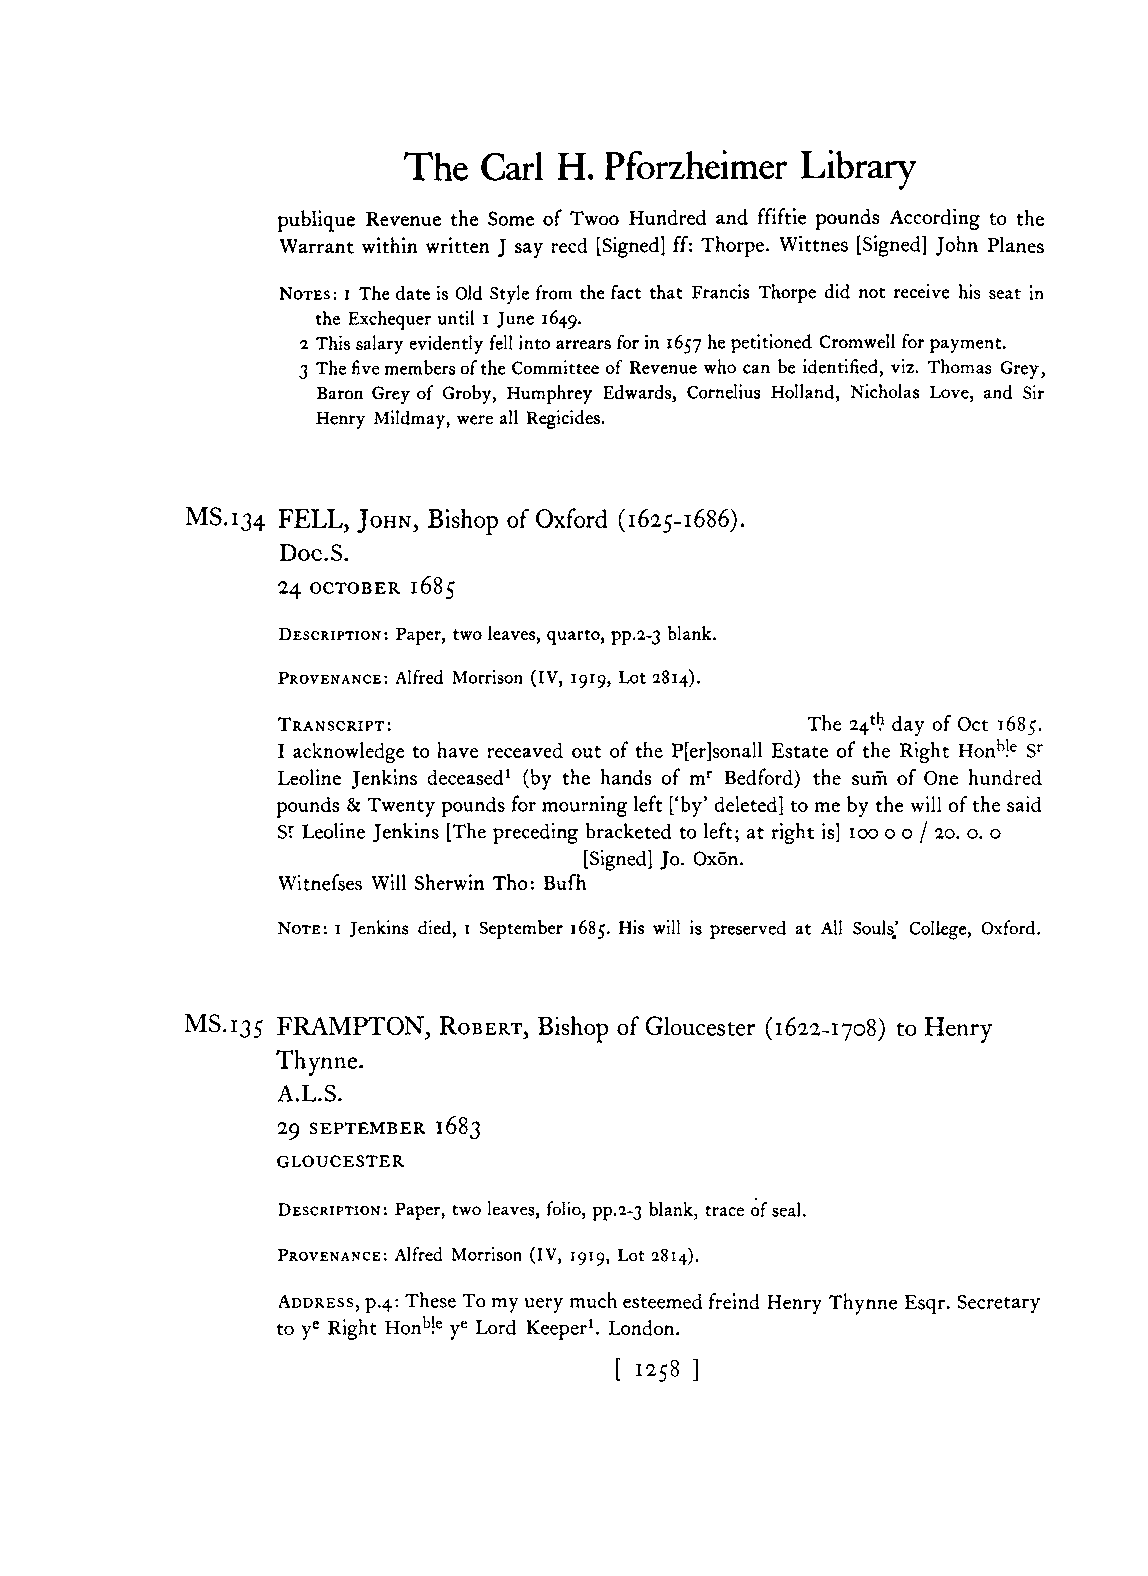 The Carl H. Pforzheimer Library
publique Revenue the Some of Twoo Hundred and ffiftie pounds According to the
Warrant within written J say recd [Signed] ff: Thorpe. Wittnes [Signed] John Planes
NOTES: 1 The date is Old Style from the fact that Francis Thorpe did not receive his seat in
the Exchequer until 1 June 1649.
2 This salary evidently fell into arrears for in 1657 he petitioned Cromwell for payment.
3 The five members of the Committee of Revenue who can be identified, viz. Thomas Grey,
Baron Grey of Groby, Humphrey Edwards, Cornelius Holland, Nicholas Love, and Sir
Henry Mildmay, were all Regicides.
MS.134 FELL, JOHN, Bishop of Oxford (1625-1686).
Doc.S.
24 OCTOBER 1685
DESCRIPTION: Paper, two leaves, quarto, pp.2-3 blank.
PROVENANCE: Alfred Morrison (IV, 1919, Lot 2814).
TRANSCRIPT: The 24th day of Oct 1685.
I acknowledge to have receaved out of the P[er]sonall Estate of the Right Honble Sr
Leoline Jenkins deceased¹ (by the hands of mr Bedford) the sum̄ of One hundred
pounds & Twenty pounds for mourning left ['by' deleted] to me by the will of the said
Sr Leoline Jenkins [The preceding bracketed to left; at right is] 100 0 0 / 20. 0. 0
[Signed] Jo. Oxōn.
Witneſses Will Sherwin Tho: Buſh
NOTE: 1 Jenkins died, 1 September 1685. His will is preserved at All Souls' College, Oxford.
MS.135 FRAMPTON, ROBERT, Bishop of Gloucester (1622-1708) to Henry
Thynne.
A.L.S.
29 SEPTEMBER 1683
GLOUCESTER
DESCRIPTION: Paper, two leaves, folio, pp.2-3 blank, trace of seal.
PROVENANCE: Alfred Morrison (IV, 1919, Lot 2814).
ADDRESS, p.4: These To my uery much esteemed freind Henry Thynne Esqr. Secretary
to ye Right Honble ye Lord Keeper¹. London.
[ 1258 ]